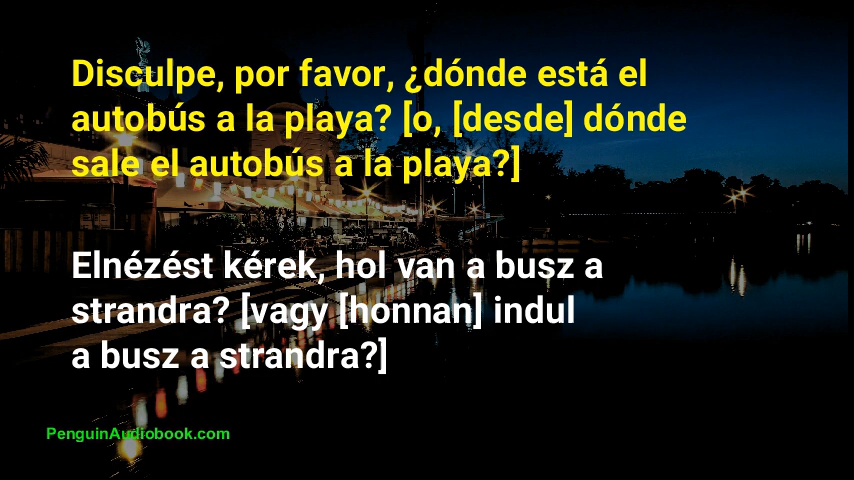 Disculpe, por favor, ¿dónde está el
autobús a la playa? [o, [desde] dónde
sale el autobús a la playa?]
Elnézést kérek, hol van a busz a
strandra? [vagy [honnan] indul
a busz a strandra?]
PenguinAudiobook.com